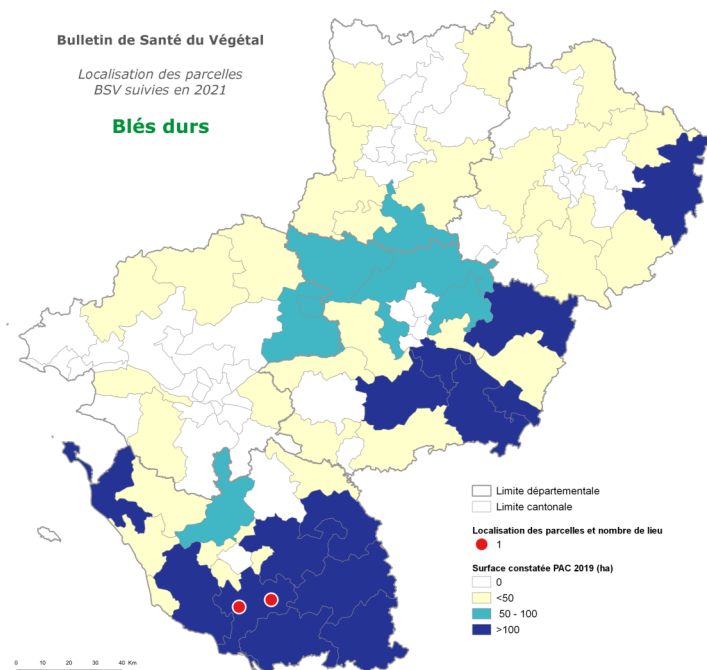 Bulletin de Santé du Végétal
Localisation des parcelles
BSV suivies en 2021
Blés durs
Limite départementale
Limite cantonale
Localisation des parcelles et nombre de lieu
1
Surface constatée PAC 2019 (ha)
0
<50
50 - 100
>100
0 10 20 30 40 Km